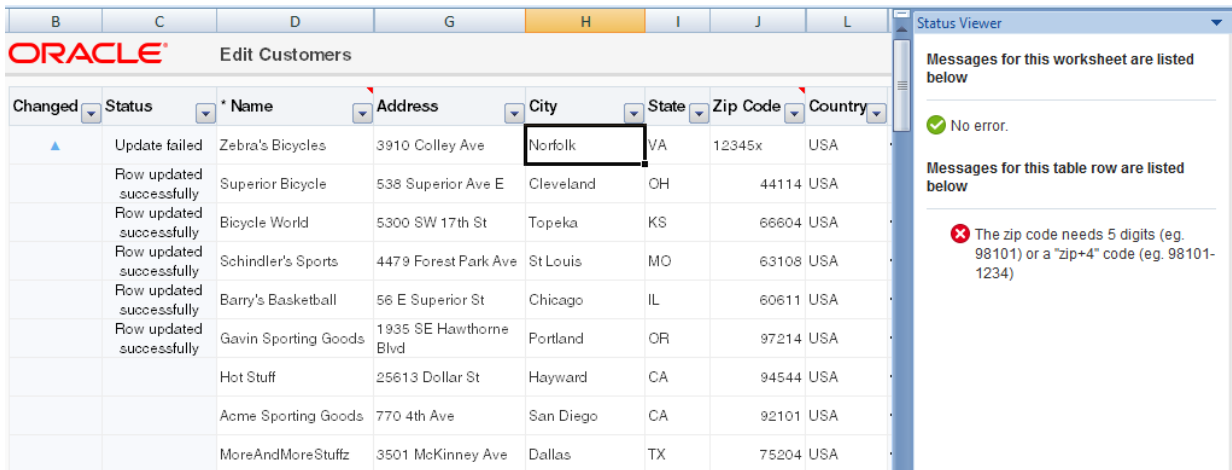 B C D G H I J L
ORACLE Edit Customers
Changed Status * Name Address City State Zip Code Country
Update failed Zebra's Bicycles 3910 Colley Ave Norfolk VA 12345x USA
Row updated
successfully Superior Bicycle 538 Superior Ave E Cleveland OH 44114 USA
Row updated
successfully Bicycle World 5300 SW 17th St Topeka KS 66604 USA
Row updated
successfully Schindler's Sports 4479 Forest Park Ave St Louis MO 63108 USA
Row updated
successfully Barry's Basketball 56 E Superior St Chicago IL 60611 USA
Row updated
successfully Gavin Sporting Goods 1935 SE Hawthorne
Blvd Portland OR 97214 USA
Hot Stuff 25613 Dollar St Hayward CA 94544 USA
Acme Sporting Goods 770 4th Ave San Diego CA 92101 USA
MoreAndMoreStuffz 3501 McKinney Ave Dallas TX 75204 USA
Status Viewer
Messages for this worksheet are listed
below
No error.
Messages for this table row are listed
below
The zip code needs 5 digits (eg.
98101) or a "zip+4" code (eg. 98101-
1234)